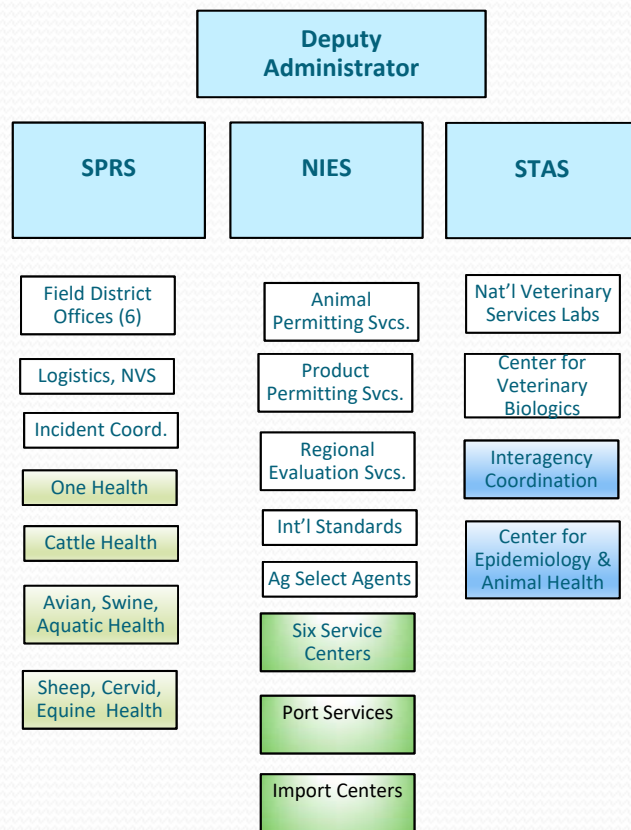 Deputy
Administrator
SPRS
NIES
STAS
Field District
Offices (6)
Logistics, NVS
Incident Coord.
One Health
Cattle Health
Avian, Swine,
Aquatic Health
Sheep, Cervid,
Equine Health
Animal
Permitting Svcs.
Product
Permitting Svcs.
Regional
Evaluation Svcs.
Int’l Standards
Ag Select Agents
Six Service
Centers
Port Services
Import Centers
Nat’l Veterinary
Services Labs
Center for
Veterinary
Biologics
Interagency
Coordination
Center for
Epidemiology &
Animal Health